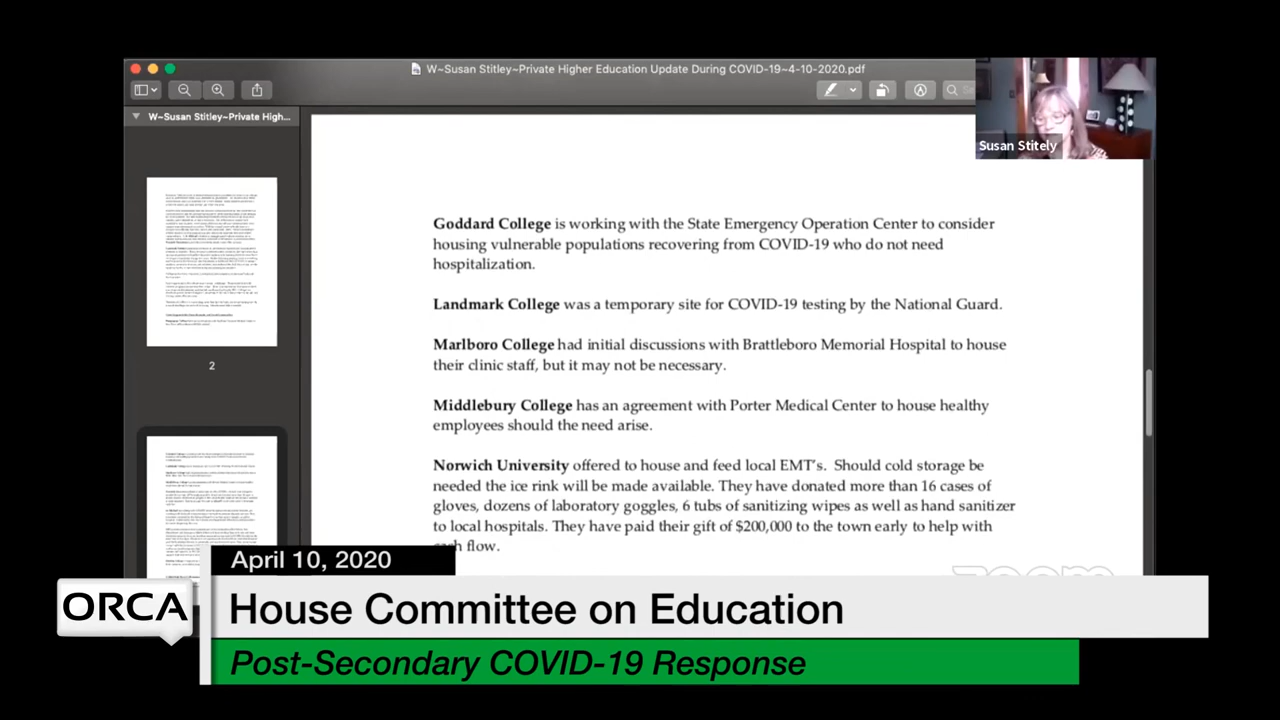 W~Susan Stitley~Private Higher Education Update During COVID-19~4-10-2020.pdf
W~Susan Stitley~Private High...
2
Susan Stitely
Goddard College is working with the State Emergency Operation Center to consider
housing vulnerable populations recovering from COVID-19 who do not need
hospitalization.
Landmark College was a temporary site for COVID-19 testing by the National Guard.
Marlboro College had initial discussions with Brattleboro Memorial Hospital to house
their clinic staff, but it may not be necessary.
Middlebury College has an agreement with Porter Medical Center to house healthy
employees should the need arise.
Norwich University offered to house and feed local EMT's. Should cold storage be
needed the ice rink will be made available. They have donated more than 16 cases of
gloves, dozens of laboratory goggles, 6 tubs of sanitizing wipes as well as hand sanitizer
to local hospitals. They have paid their gift of $200,000 to the town early to help with
cash flow.
zoom
April 10, 2020
ORCA
House Committee on Education
Post-Secondary COVID-19 Response